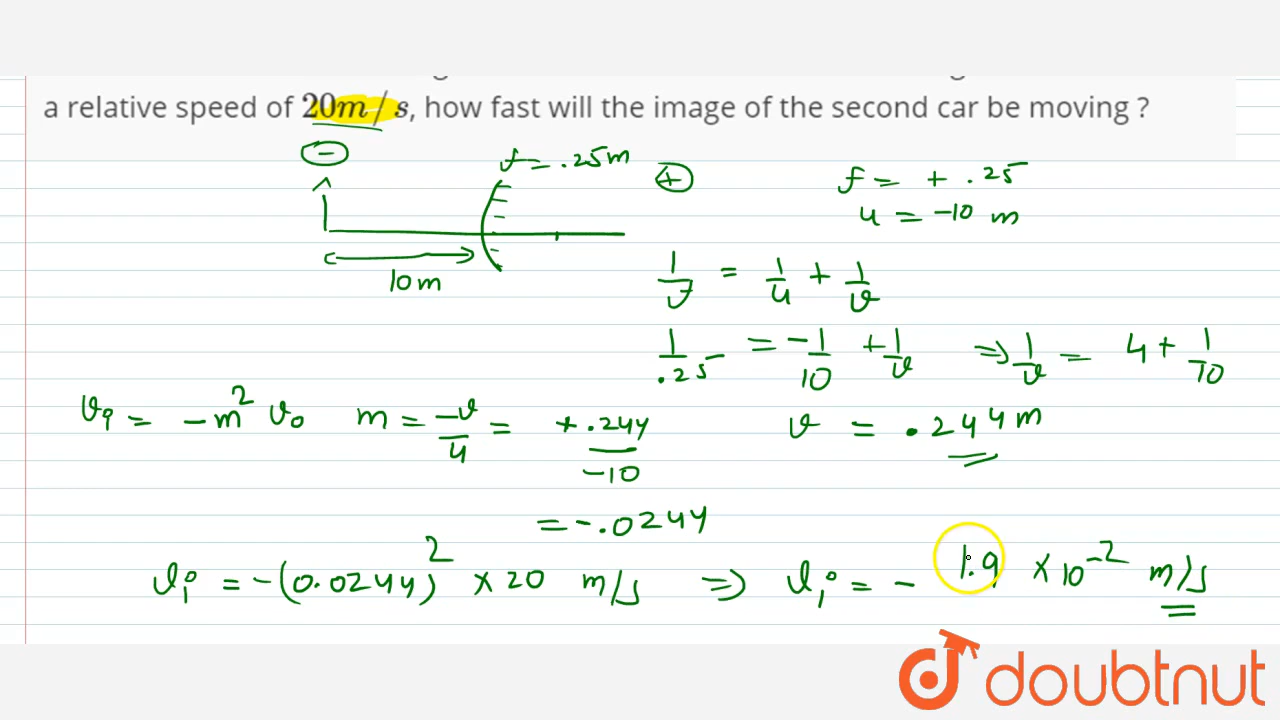 a relative speed of 20m/s, how fast will the image of the second car be moving ?
−
f = .25m
+
f = + .25
u = -10 m
10m
1/f = 1/u + 1/v
1/.25 = -1/10 + 1/v ⇒ 1/v = 4 + 1/10
vi = -m² vo m = -v/u = +.244/-10
v = .244m
= -.0244
vi = -(0.0244)² × 20 m/s ⇒ vi = - 1.9 × 10⁻² m/s
doubtnut